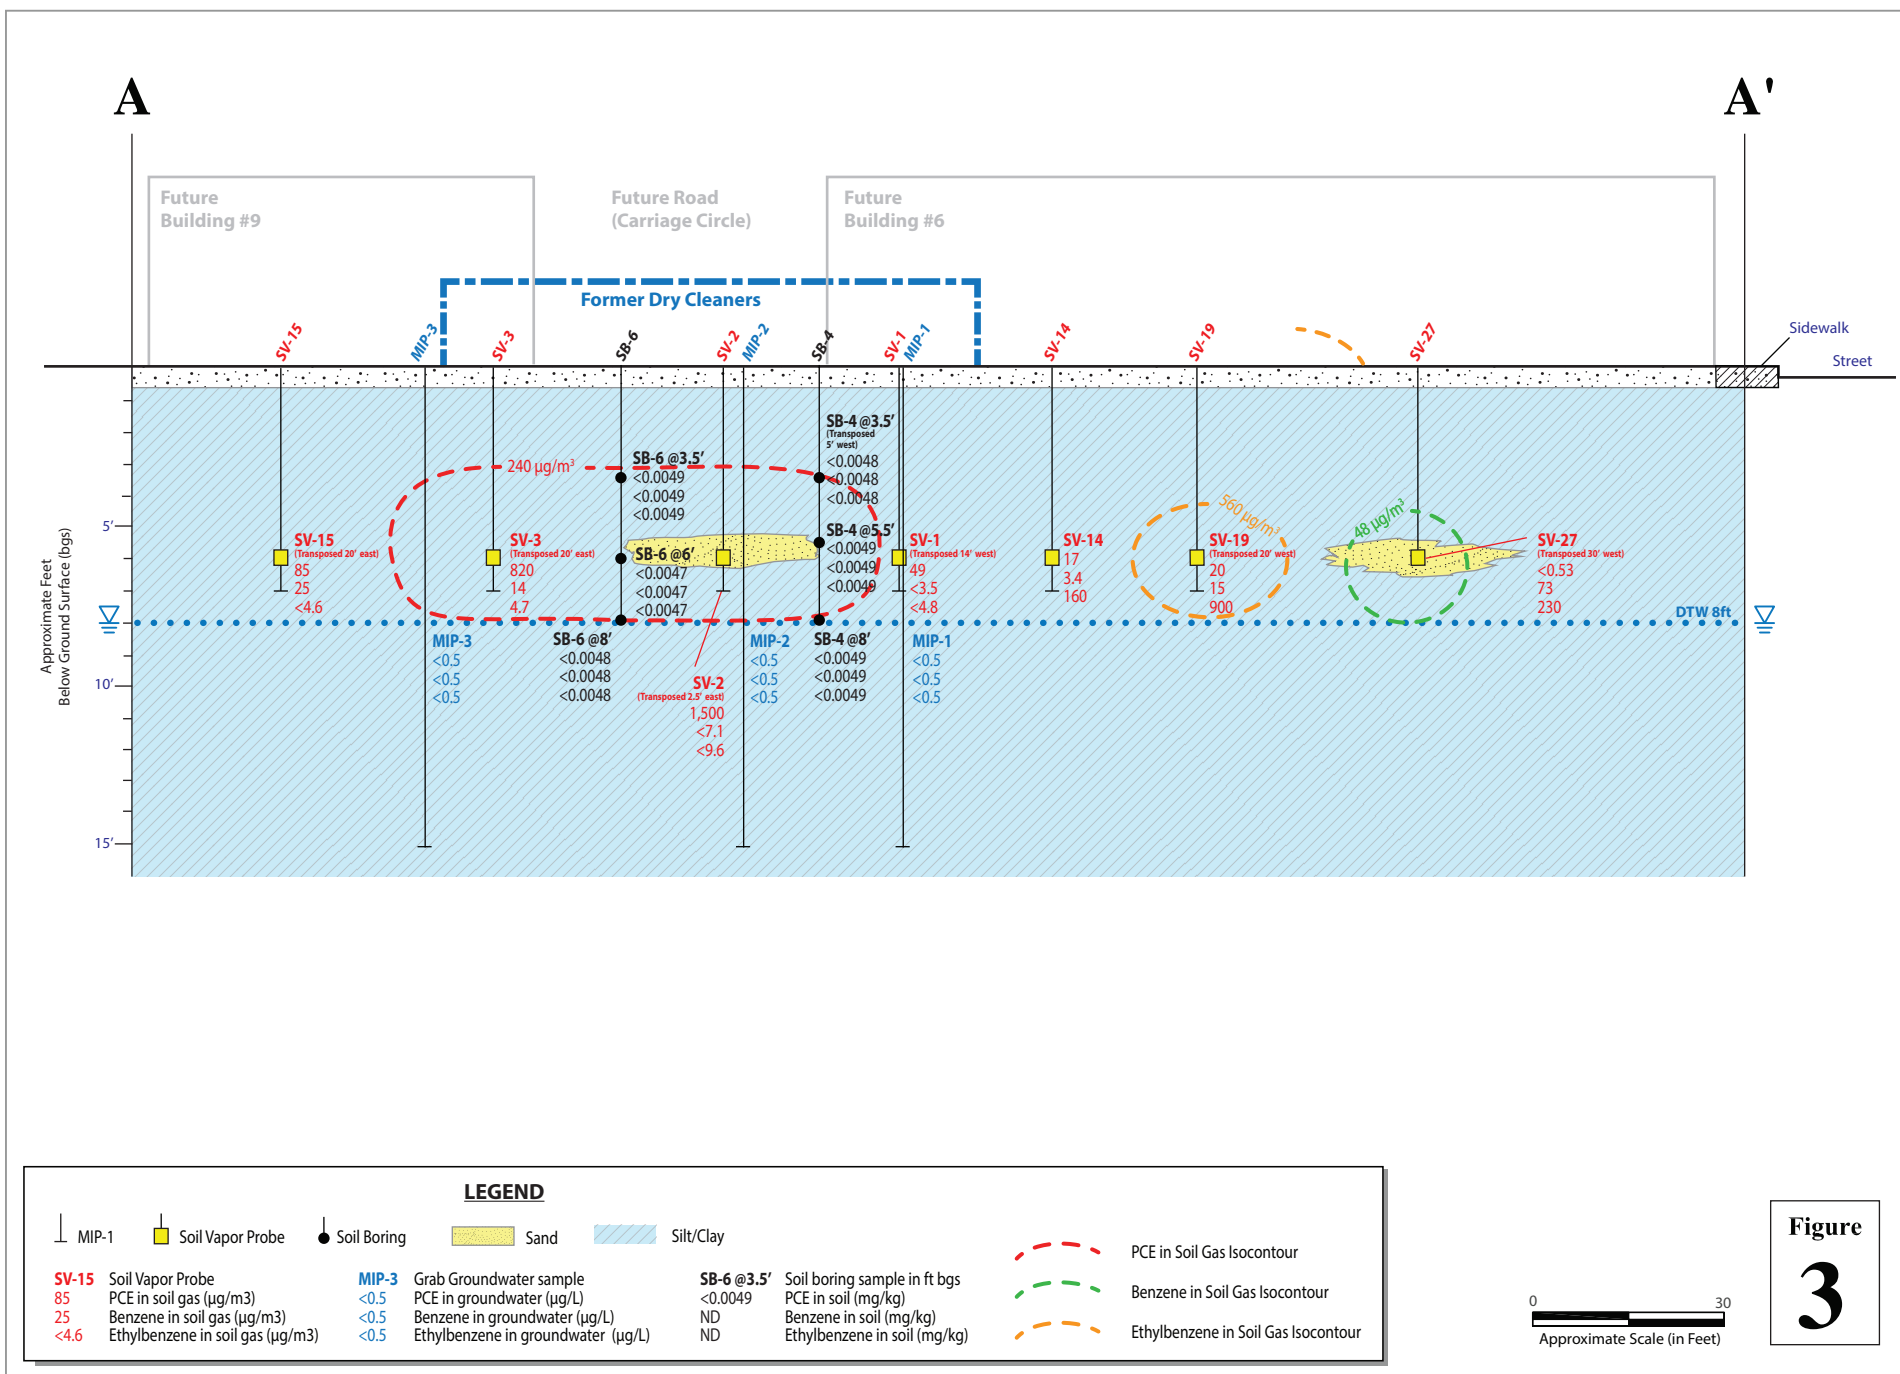 A
A'
Future
Building #9
Future Road
(Carriage Circle)
Future
Building #6
Former Dry Cleaners
SV-15
MIP-3
SV-3
SB-6
SV-2
MIP-2
SB-4
SV-1
MIP-1
SV-14
SV-19
SV-27
Sidewalk
Street
Approximate Feet
Below Ground Surface (bgs)
5'
10'
15'
240 µg/m³
560 µg/m³
48 µg/m³
SB-4 @3.5'
(Transposed
5' west)
<0.0048
<0.0048
<0.0048
SB-6 @3.5'
<0.0049
<0.0049
<0.0049
SB-4 @5.5'
<0.0049
<0.0049
<0.0049
SB-6 @6'
<0.0047
<0.0047
<0.0047
SV-15
(Transposed 20' east)
85
25
<4.6
SV-3
(Transposed 20' east)
820
14
4.7
SV-1
(Transposed 14' west)
49
<3.5
<4.8
SV-14
17
3.4
160
SV-19
(Transposed 20' west)
20
15
900
SV-27
(Transposed 30' west)
<0.53
73
230
DTW 8ft
MIP-3
<0.5
<0.5
<0.5
SB-6 @8'
<0.0048
<0.0048
<0.0048
SV-2
(Transposed 2.5' east)
1,500
<7.1
<9.6
MIP-2
<0.5
<0.5
<0.5
SB-4 @8'
<0.0049
<0.0049
<0.0049
MIP-1
<0.5
<0.5
<0.5
LEGEND
MIP-1
Soil Vapor Probe
Soil Boring
Sand
Silt/Clay
SV-15 Soil Vapor Probe
85 PCE in soil gas (µg/m3)
25 Benzene in soil gas (µg/m3)
<4.6 Ethylbenzene in soil gas (µg/m3)
MIP-3 Grab Groundwater sample
<0.5 PCE in groundwater (µg/L)
<0.5 Benzene in groundwater (µg/L)
<0.5 Ethylbenzene in groundwater (µg/L)
SB-6 @3.5' Soil boring sample in ft bgs
<0.0049 PCE in soil (mg/kg)
ND Benzene in soil (mg/kg)
ND Ethylbenzene in soil (mg/kg)
PCE in Soil Gas Isocontour
Benzene in Soil Gas Isocontour
Ethylbenzene in Soil Gas Isocontour
0 30
Approximate Scale (in Feet)
Figure
3